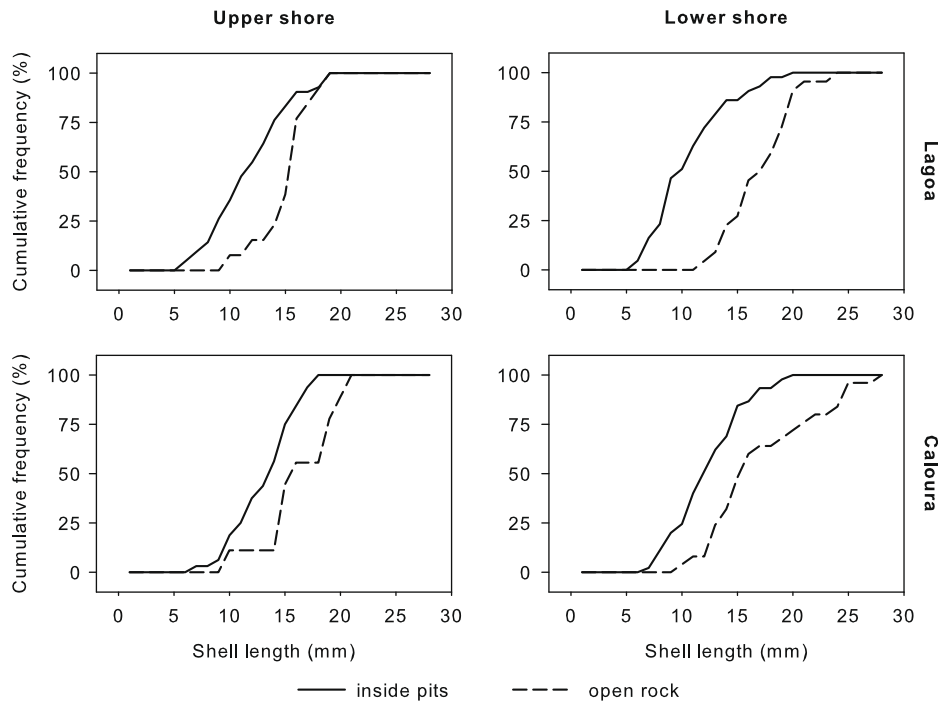 Upper shore
Lower shore
Cumulative frequency (%)
100
75
50
25
0
0 5 10 15 20 25 30
100
75
50
25
0
0 5 10 15 20 25 30
Lagoa
Cumulative frequency (%)
100
75
50
25
0
0 5 10 15 20 25 30
Shell length (mm)
100
75
50
25
0
0 5 10 15 20 25 30
Shell length (mm)
Caloura
inside pits
open rock